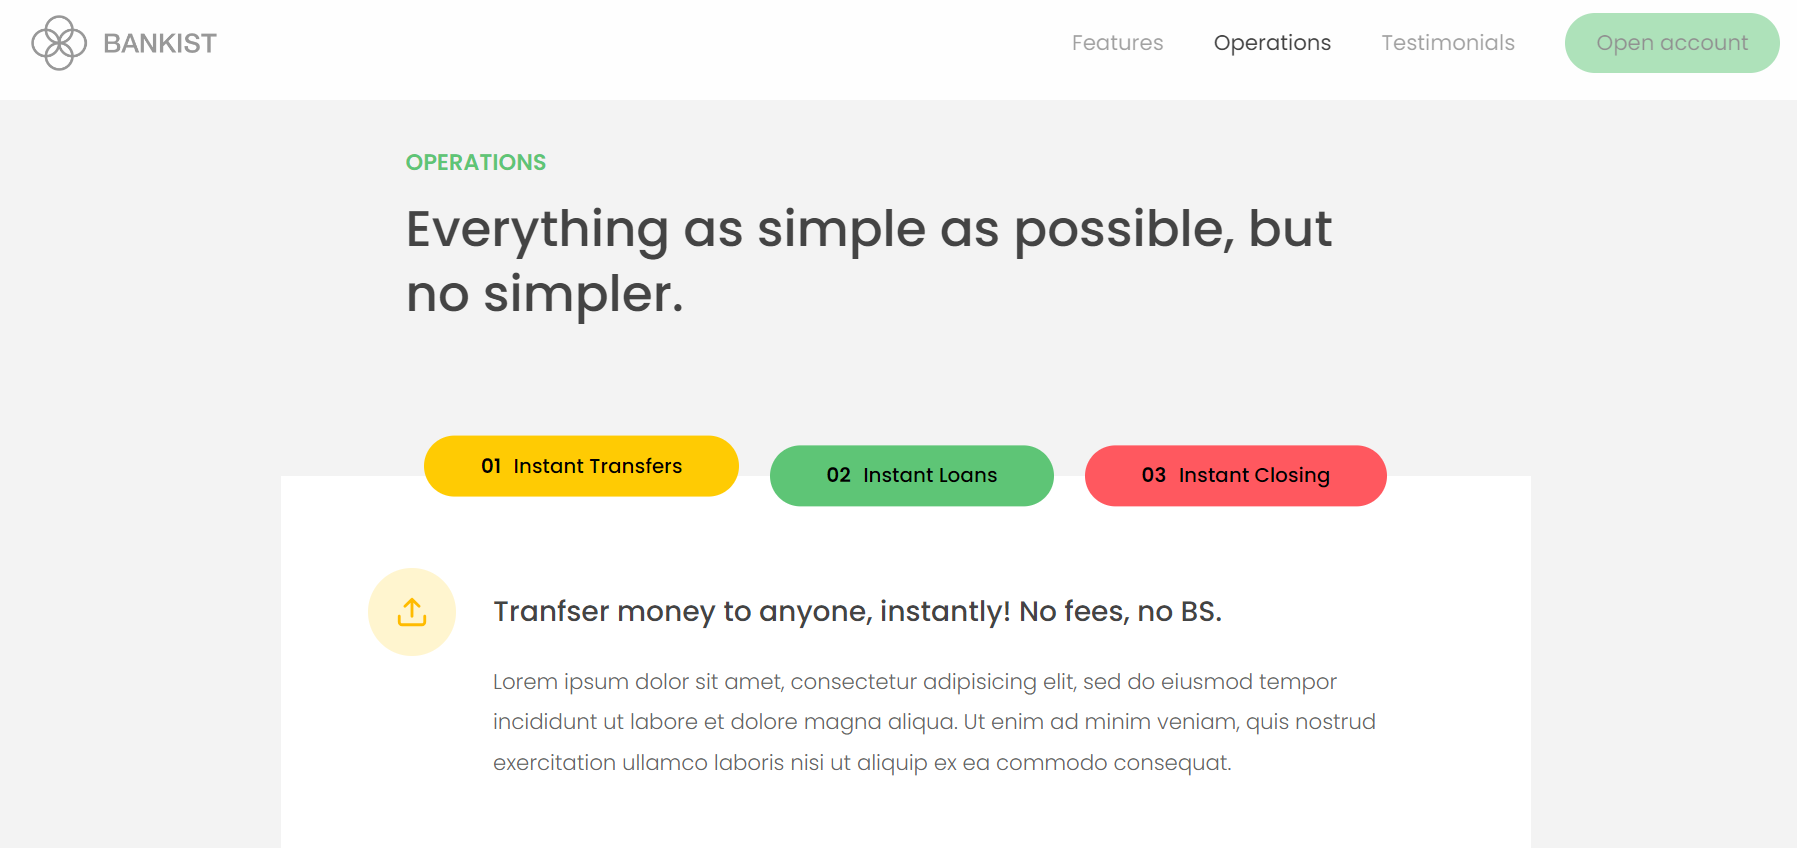 BANKIST
Features
Operations
Testimonials
Open account
OPERATIONS
Everything as simple as possible, but
no simpler.
01 Instant Transfers
02 Instant Loans
03 Instant Closing
Tranfser money to anyone, instantly! No fees, no BS.
Lorem ipsum dolor sit amet, consectetur adipisicing elit, sed do eiusmod tempor
incididunt ut labore et dolore magna aliqua. Ut enim ad minim veniam, quis nostrud
exercitation ullamco laboris nisi ut aliquip ex ea commodo consequat.